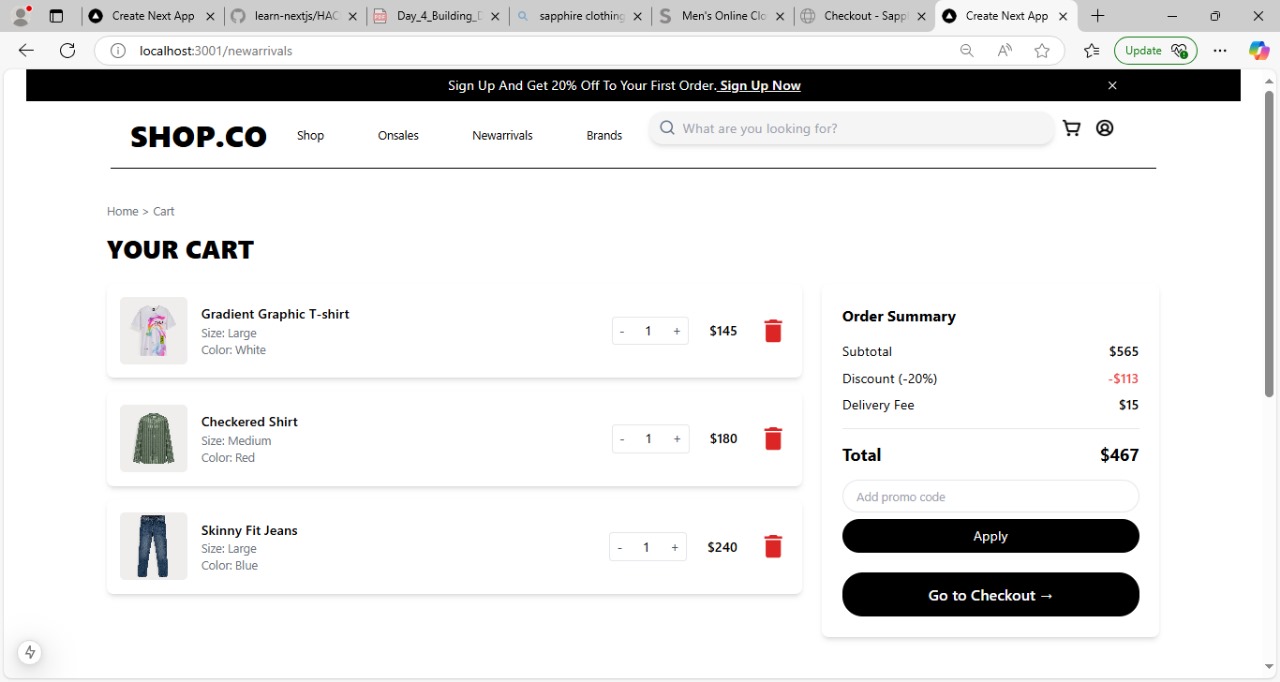 Create Next App
learn-nextjs/HAC
Day_4_Building_D
sapphire clothing
Men's Online Clo
Checkout - Sapp
Create Next App
localhost:3001/newarrivals
Update
Sign Up And Get 20% Off To Your First Order. Sign Up Now
SHOP.CO
Shop
Onsales
Newarrivals
Brands
What are you looking for?
Home > Cart
YOUR CART
Gradient Graphic T-shirt
Size: Large
Color: White
- 1 +
$145
Checkered Shirt
Size: Medium
Color: Red
- 1 +
$180
Skinny Fit Jeans
Size: Large
Color: Blue
- 1 +
$240
Order Summary
Subtotal $565
Discount (-20%) -$113
Delivery Fee $15
Total $467
Add promo code
Apply
Go to Checkout →